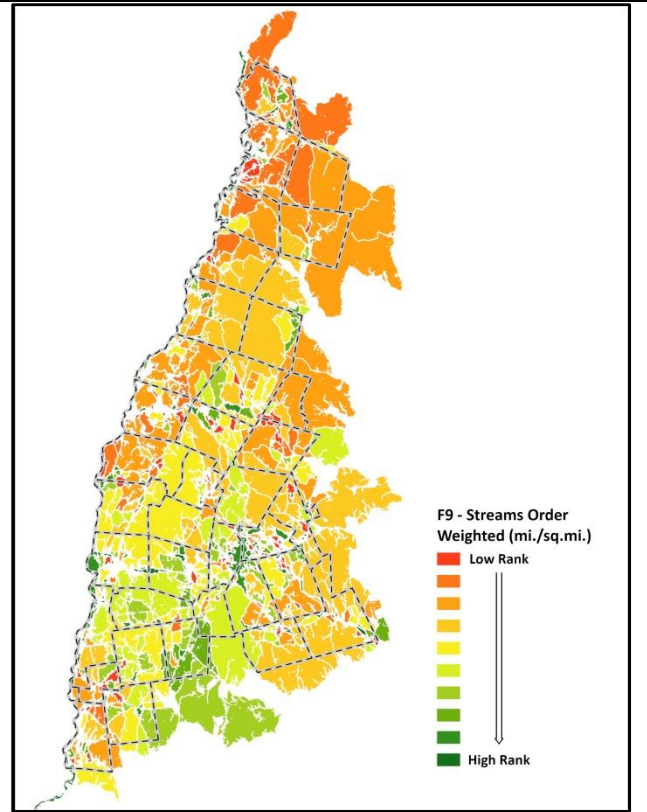 F9 - Streams Order
Weighted (mi./sq.mi.)
Low Rank
High Rank